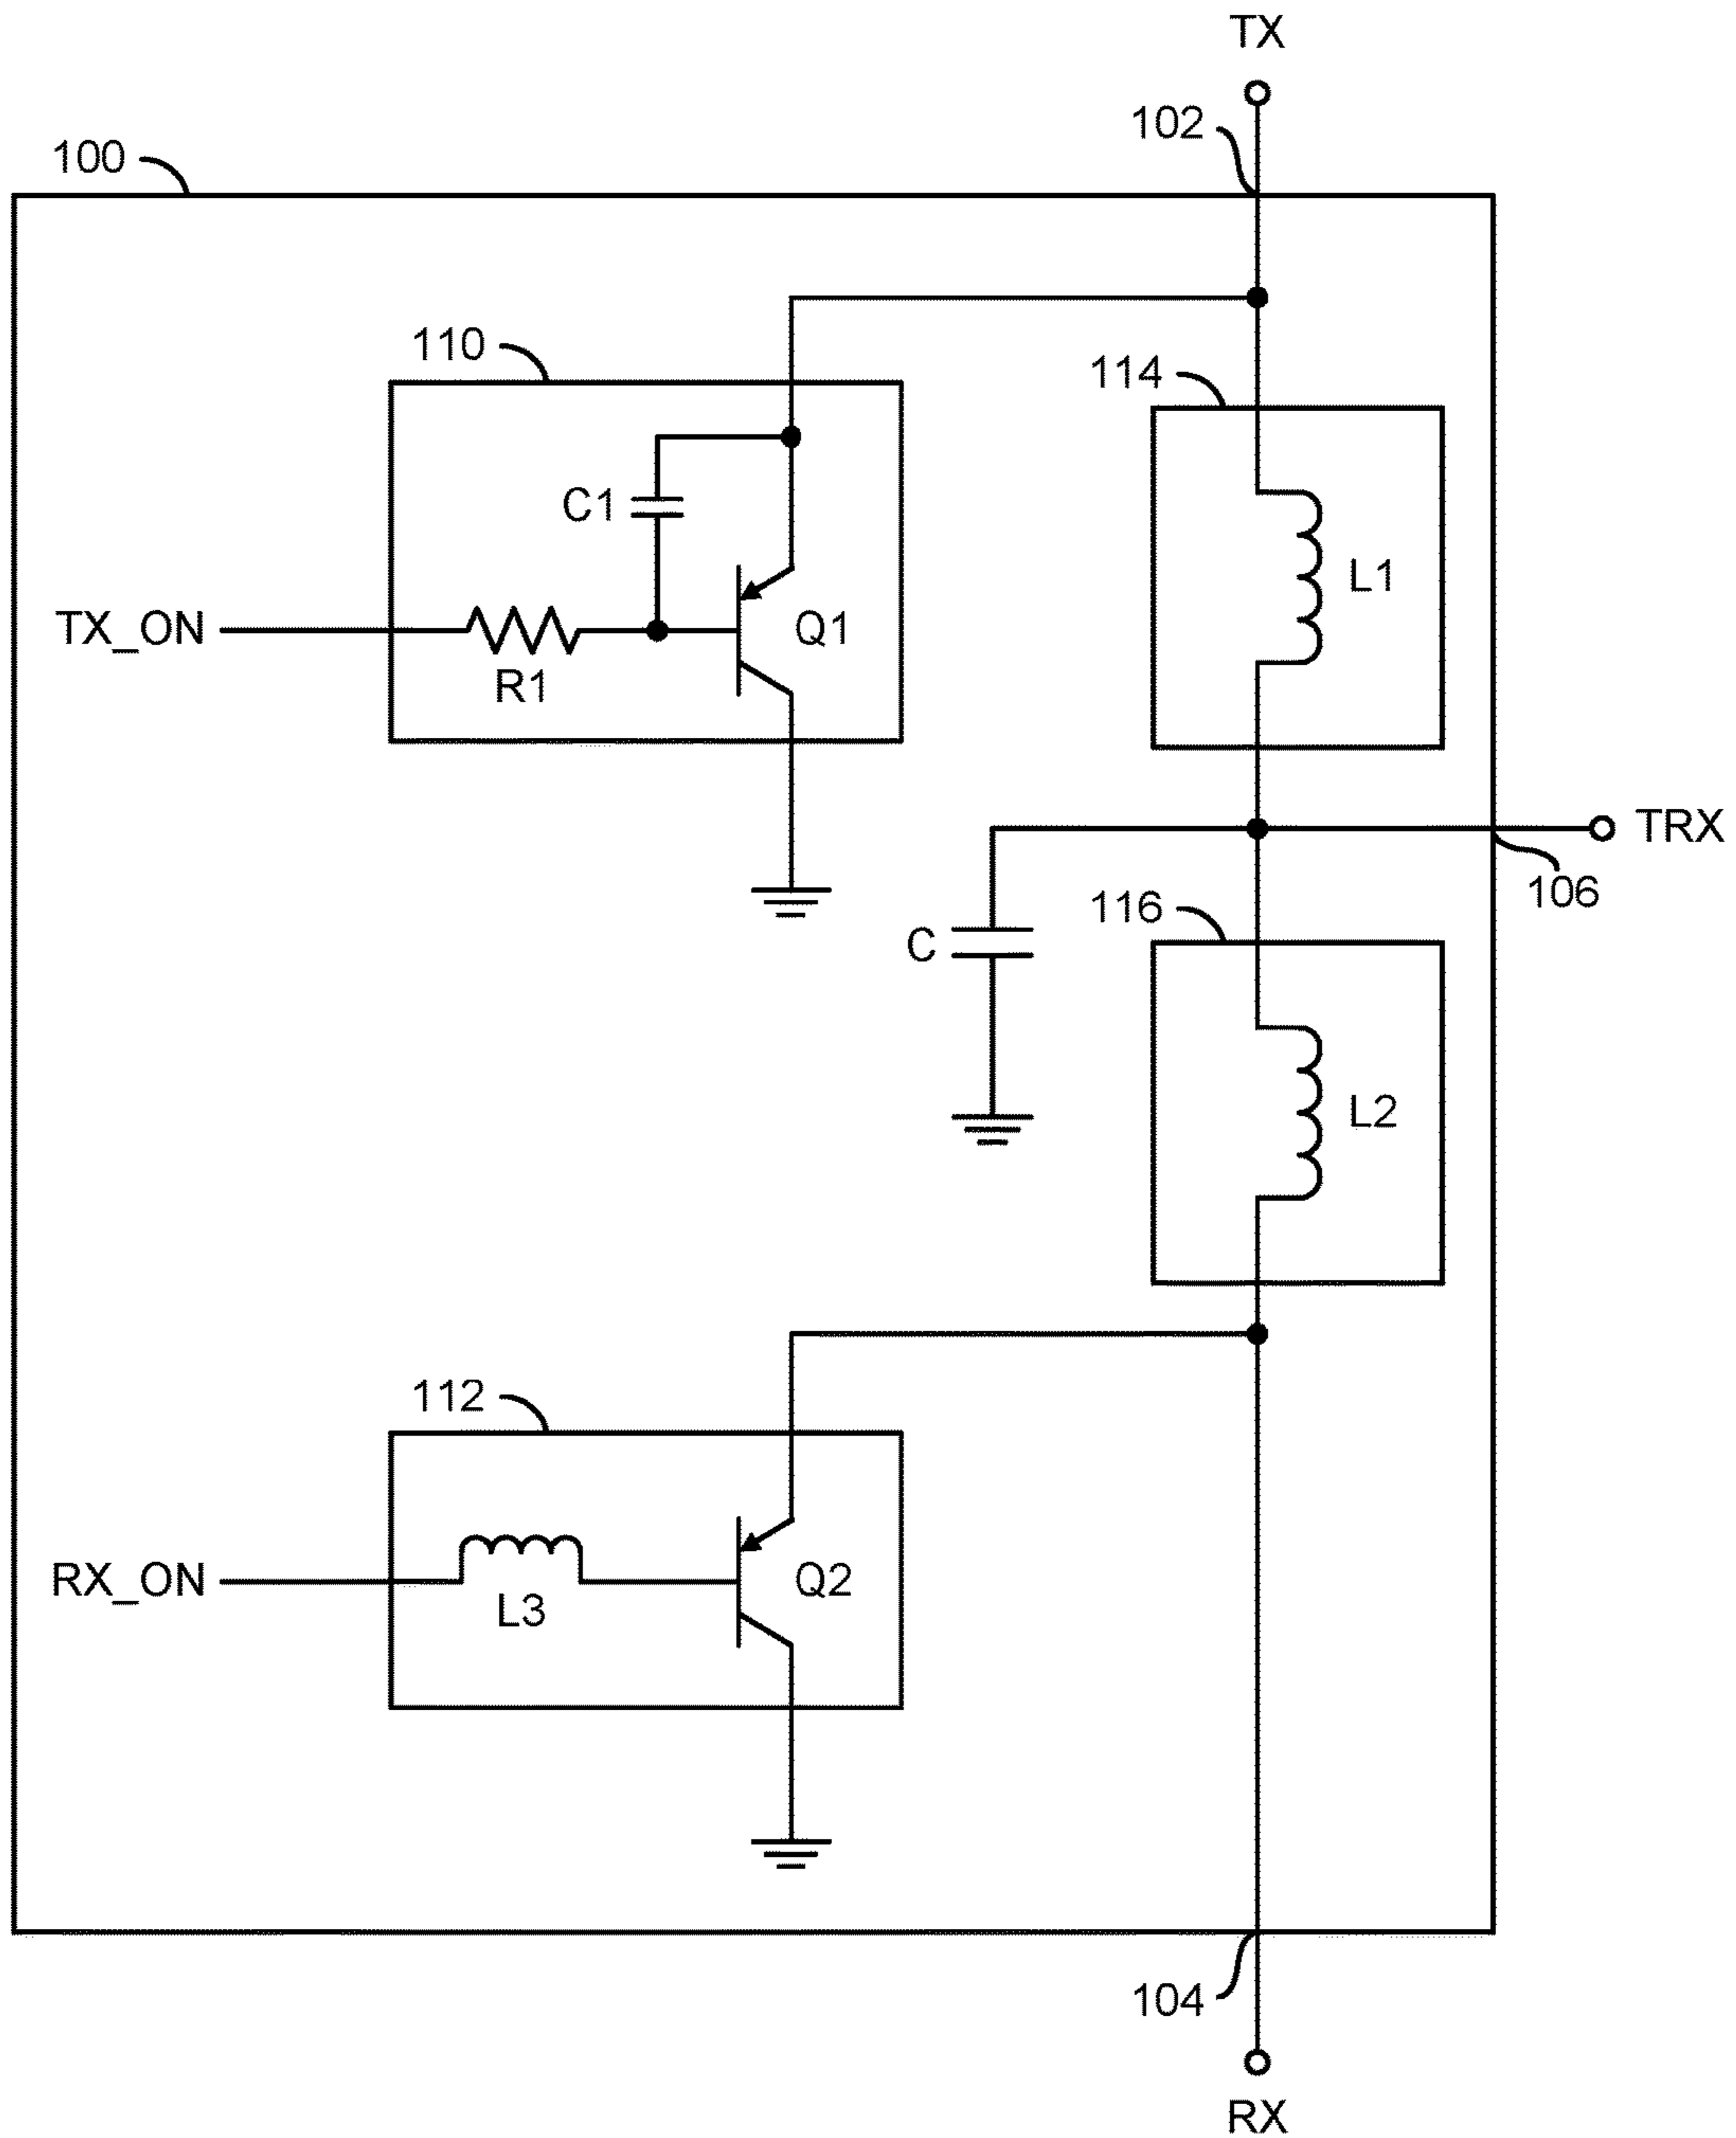 TX
102
100
110
114
C1
L1
TX_ON
Q1
R1
TRX
106
116
C
L2
112
RX_ON
Q2
L3
104
RX